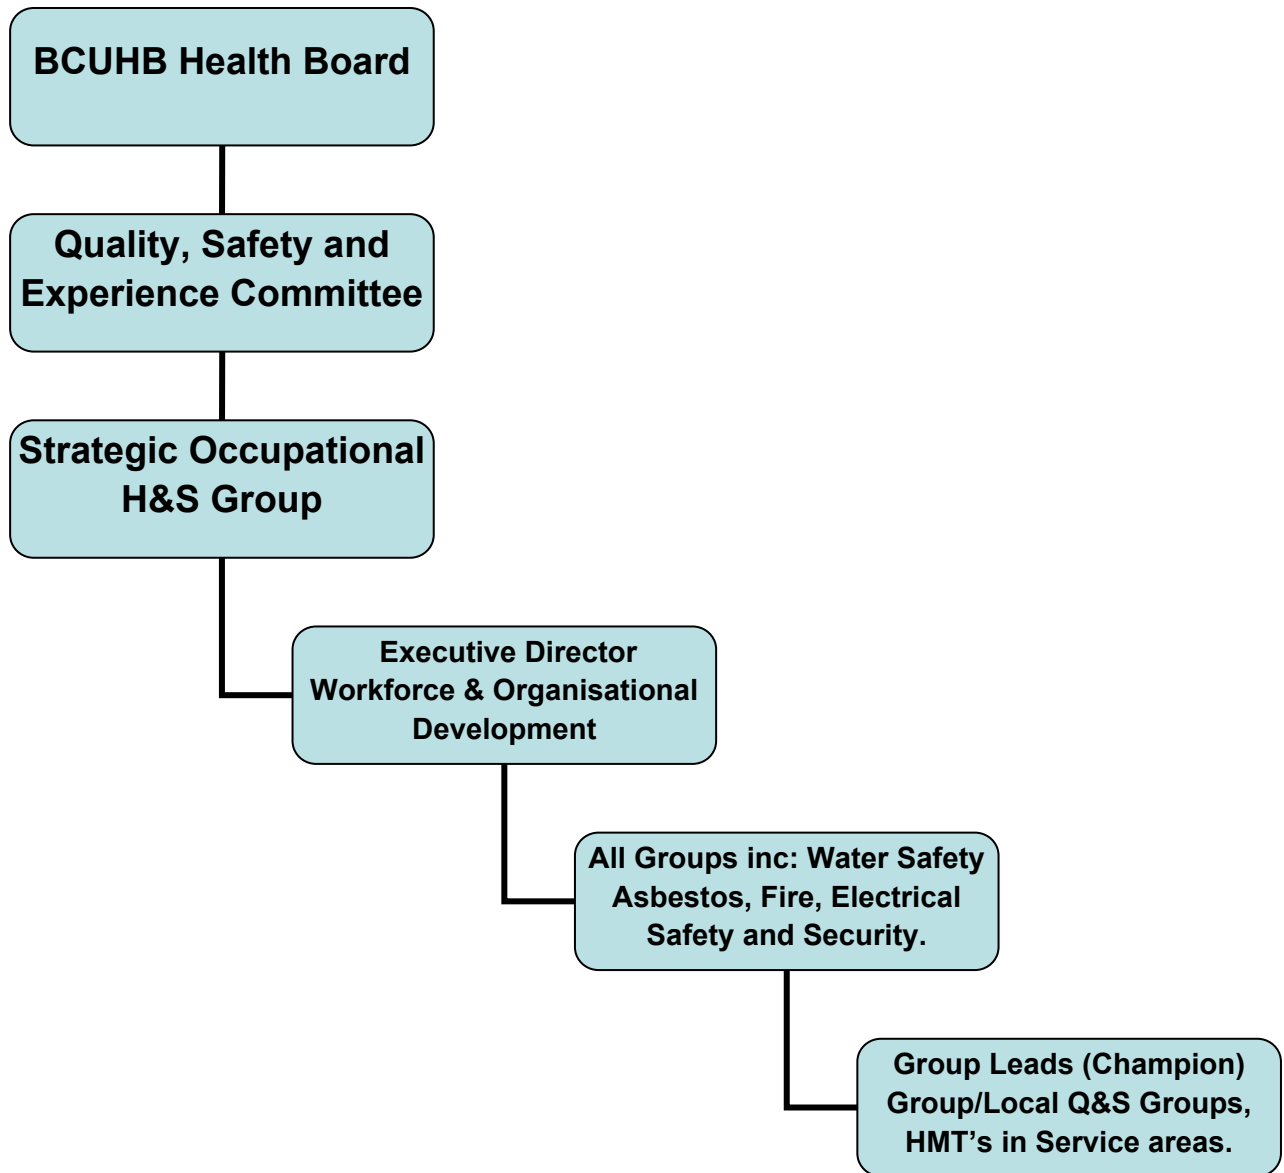 BCUHB Health Board
Quality, Safety and
Experience Committee
Strategic Occupational
H&S Group
Executive Director
Workforce & Organisational
Development
All Groups inc: Water Safety
Asbestos, Fire, Electrical
Safety and Security.
Group Leads (Champion)
Group/Local Q&S Groups,
HMT’s in Service areas.